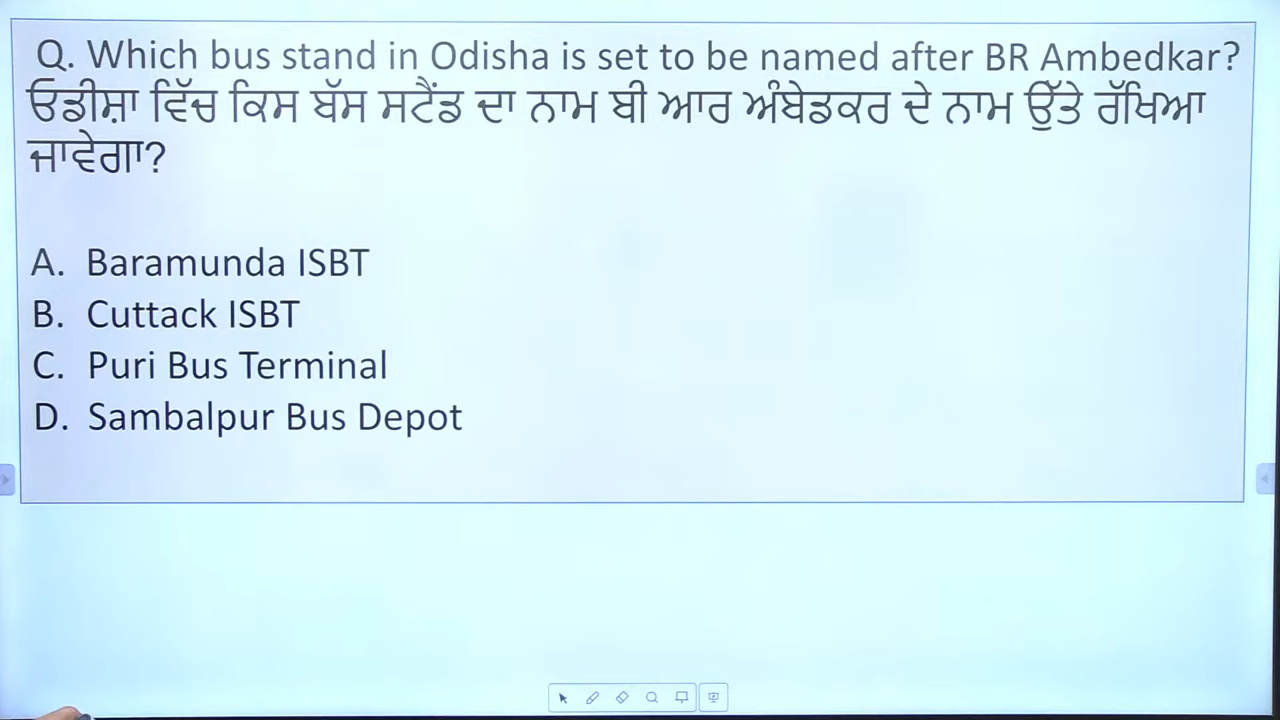 Q. Which bus stand in Odisha is set to be named after BR Ambedkar?
ਓਡੀਸ਼ਾ ਵਿੱਚ ਕਿਸ ਬੱਸ ਸਟੈਂਡ ਦਾ ਨਾਮ ਬੀ ਆਰ ਅੰਬੇਡਕਰ ਦੇ ਨਾਮ ਉੱਤੇ ਰੱਖਿਆ
ਜਾਵੇਗਾ?
A. Baramunda ISBT
B. Cuttack ISBT
C. Puri Bus Terminal
D. Sambalpur Bus Depot